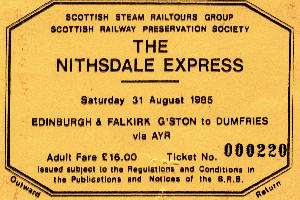 SCOTTISH STEAM RAILTOURS GROUP
SCOTTISH RAILWAY PRESERVATION SOCIETY
THE
NITHSDALE EXPRESS
Saturday 31 August 1985
EDINBURGH & FALKIRK G'STON to DUMFRIES
via AYR
Adult Fare £16.00 Ticket No. 000220
Issued subject to the Regulations and Conditions in
the Publications and Notices of the B.R.B.
Outward
Return